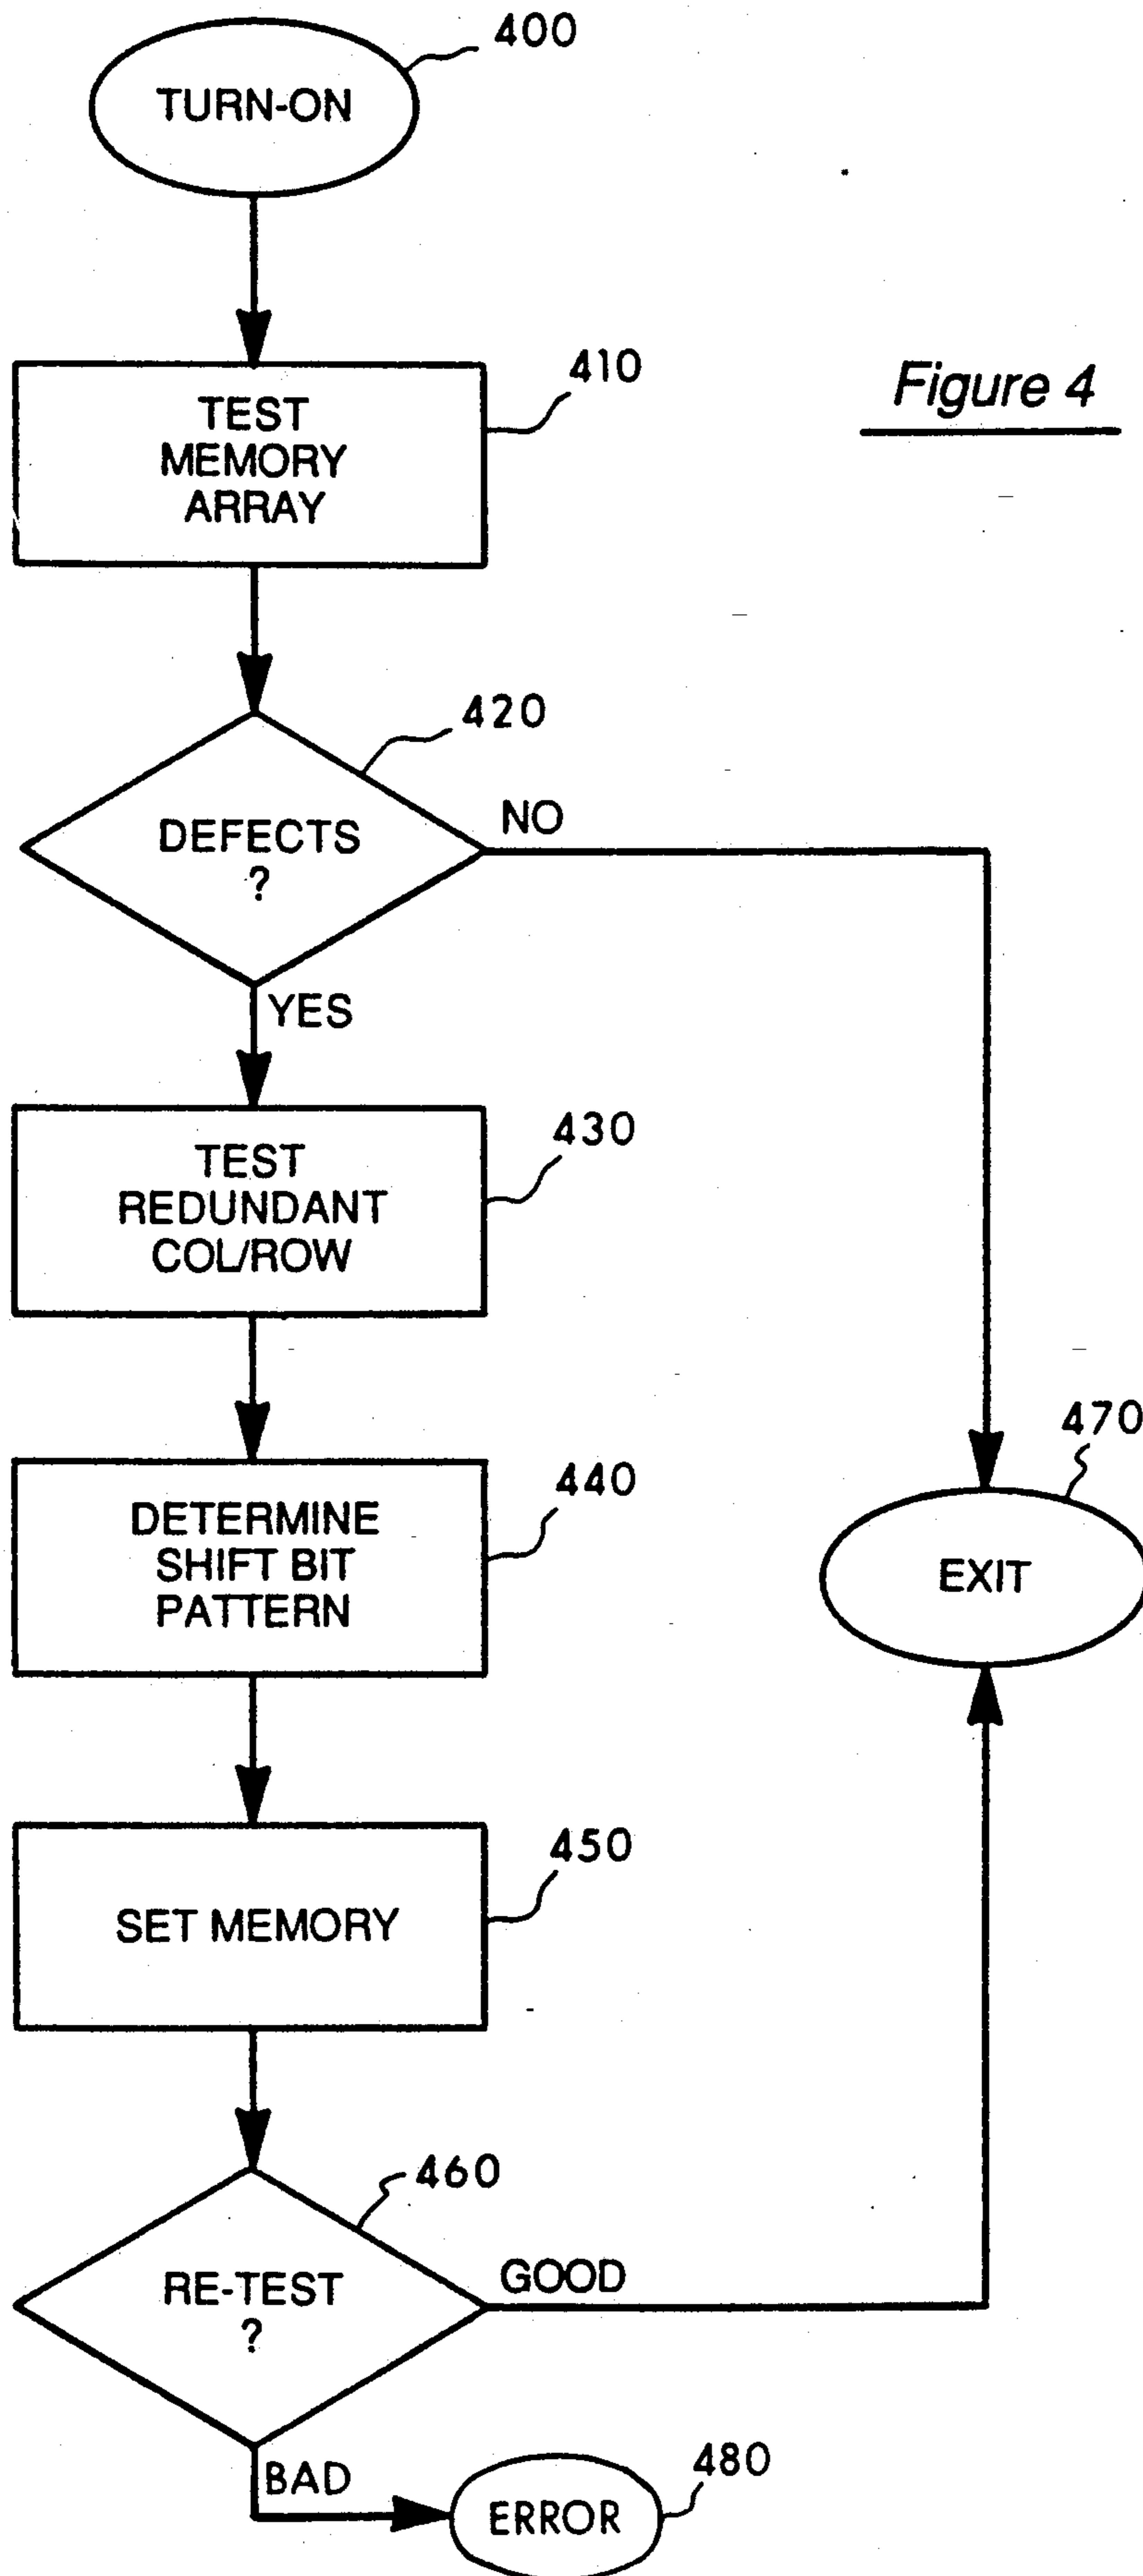 400
TURN-ON
410
TEST
MEMORY
ARRAY
Figure 4
420
DEFECTS
?
NO
YES
430
TEST
REDUNDANT
COL/ROW
440
DETERMINE
SHIFT BIT
PATTERN
470
EXIT
450
SET MEMORY
460
RE-TEST
?
GOOD
BAD
480
ERROR